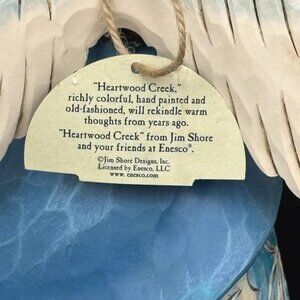 “Heartwood Creek,”
richly colorful, hand painted and
old-fashioned, will rekindle warm
thoughts from years ago.
“Heartwood Creek” from Jim Shore
and your friends at Enesco®.
©Jim Shore Designs, Inc.
Licensed by Enesco, LLC
www.enesco.com